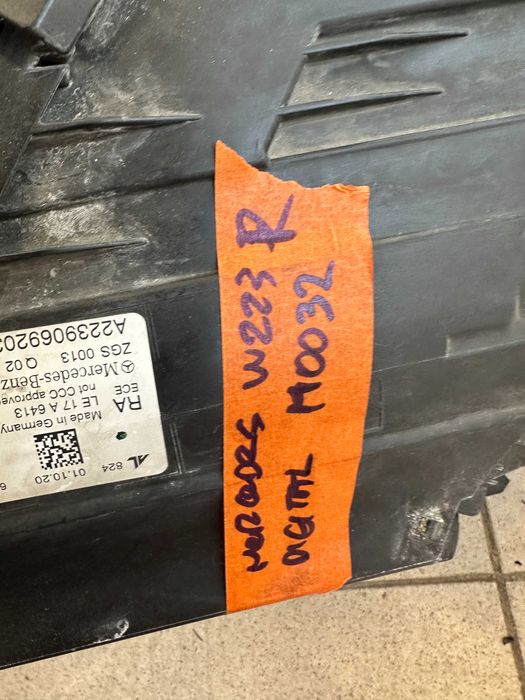 MERCEDES W223 R
DIGITAL M0032
A2239069203
ZGS 0013 Q02
Mercedes-Benz
not CCC approved
ECE
RA LE 17 A 6413
Made in Germany
AL 824 01.10.20